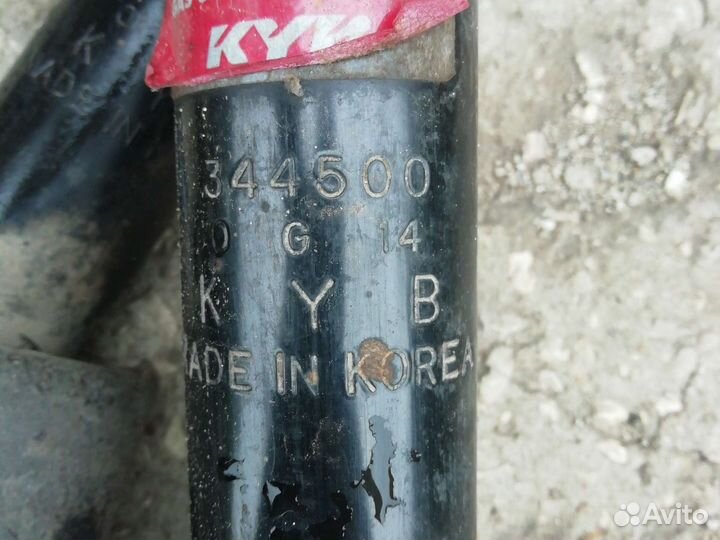 KYB
344500
0 G 14
K Y B
MADE IN KOREA
Avito